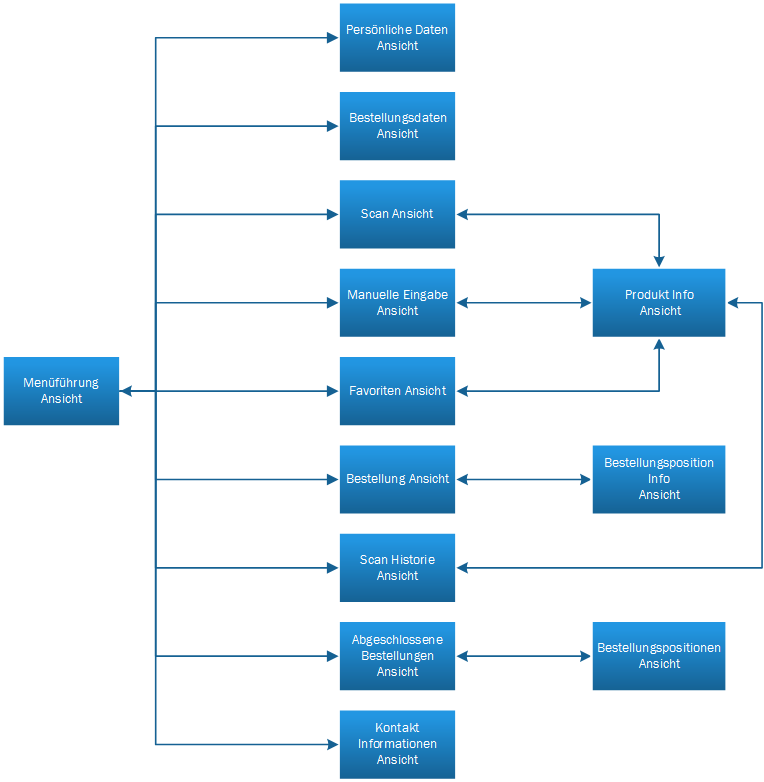 Persönliche Daten
Ansicht
Bestellungsdaten
Ansicht
Scan Ansicht
Manuelle Eingabe
Ansicht
Produkt Info
Ansicht
Menüführung
Ansicht
Favoriten Ansicht
Bestellung Ansicht
Bestellungsposition
Info
Ansicht
Scan Historie
Ansicht
Abgeschlossene
Bestellungen
Ansicht
Bestellungspositionen
Ansicht
Kontakt
Informationen
Ansicht